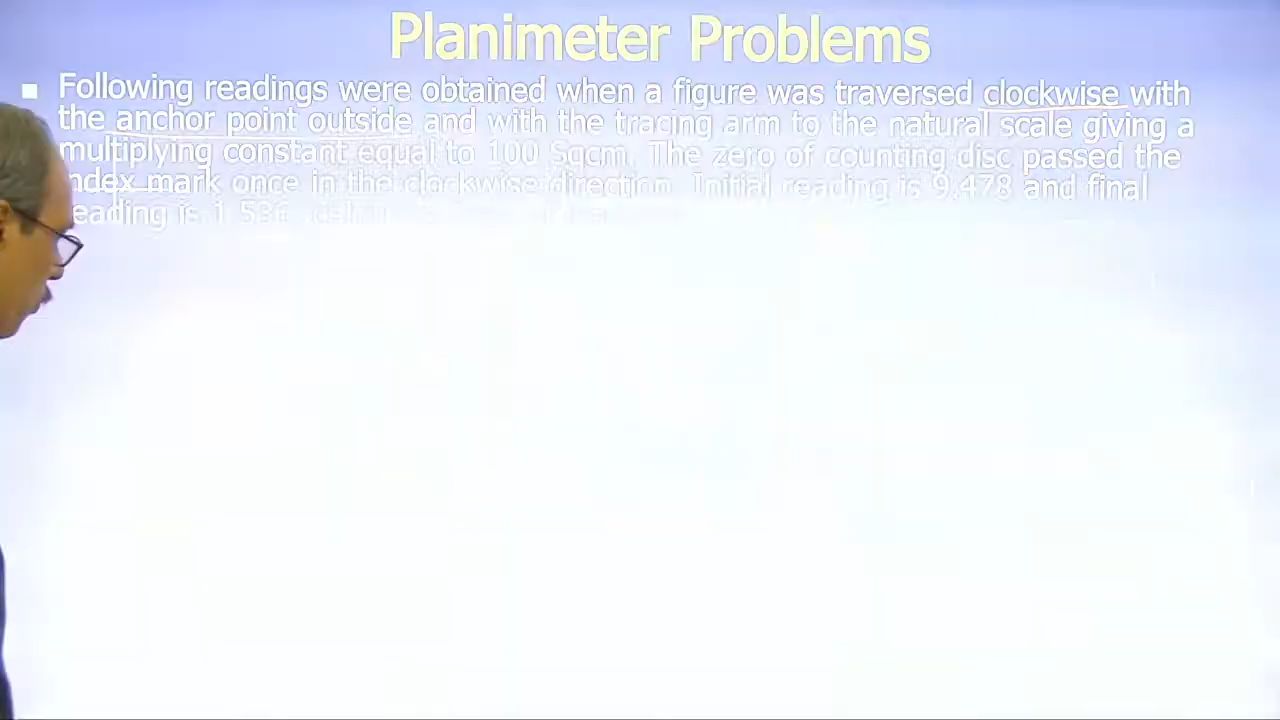 Planimeter Problems
Following readings were obtained when a figure was traversed clockwise with
the anchor point outside and with the tracing arm to the natural scale giving a
multiplying constant equal to 100 Sqcm. The zero of counting disc passed the
mark once in the clockwise direction. Initial reading is 9.478 and final
is